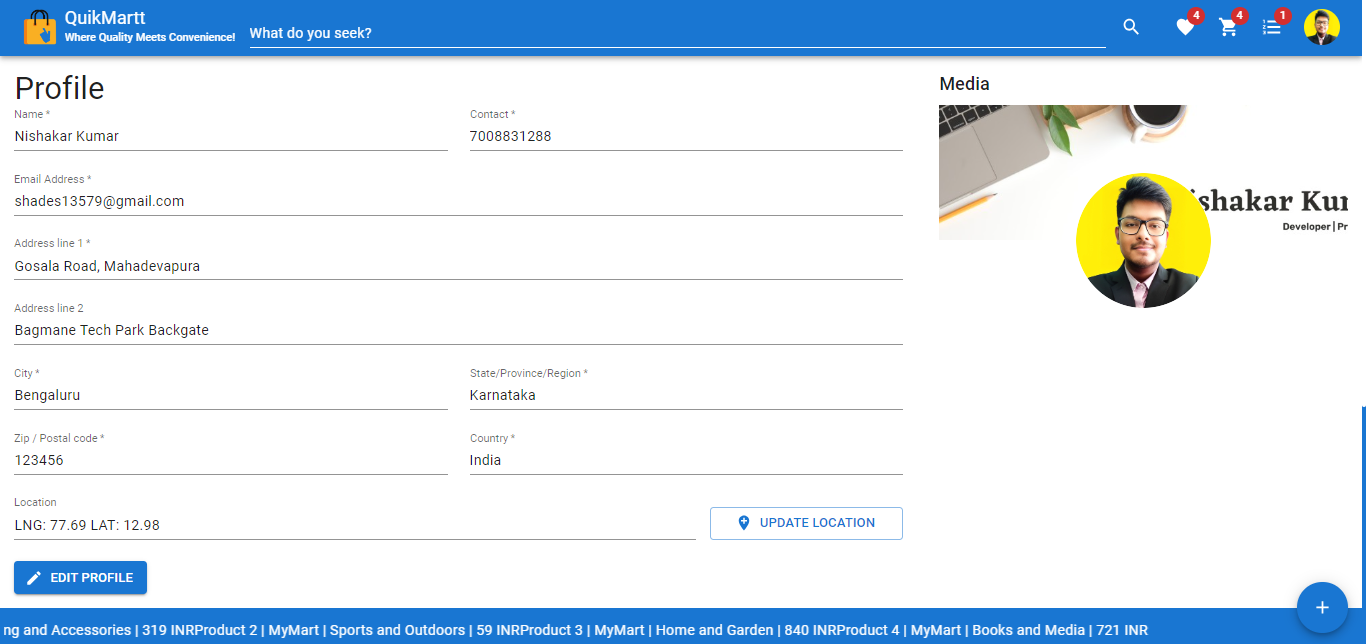 QuikMartt
Where Quality Meets Convenience!
What do you seek?
4
4
1
Profile
Name *
Nishakar Kumar
Contact *
7008831288
Email Address *
shades13579@gmail.com
Address line 1 *
Gosala Road, Mahadevapura
Address line 2
Bagmane Tech Park Backgate
City *
Bengaluru
State/Province/Region *
Karnataka
Zip / Postal code *
123456
Country *
India
Location
LNG: 77.69 LAT: 12.98
UPDATE LOCATION
EDIT PROFILE
Media
ishakar Kur
Developer | Pr
ng and Accessories | 319 INRProduct 2 | MyMart | Sports and Outdoors | 59 INRProduct 3 | MyMart | Home and Garden | 840 INRProduct 4 | MyMart | Books and Media | 721 INR